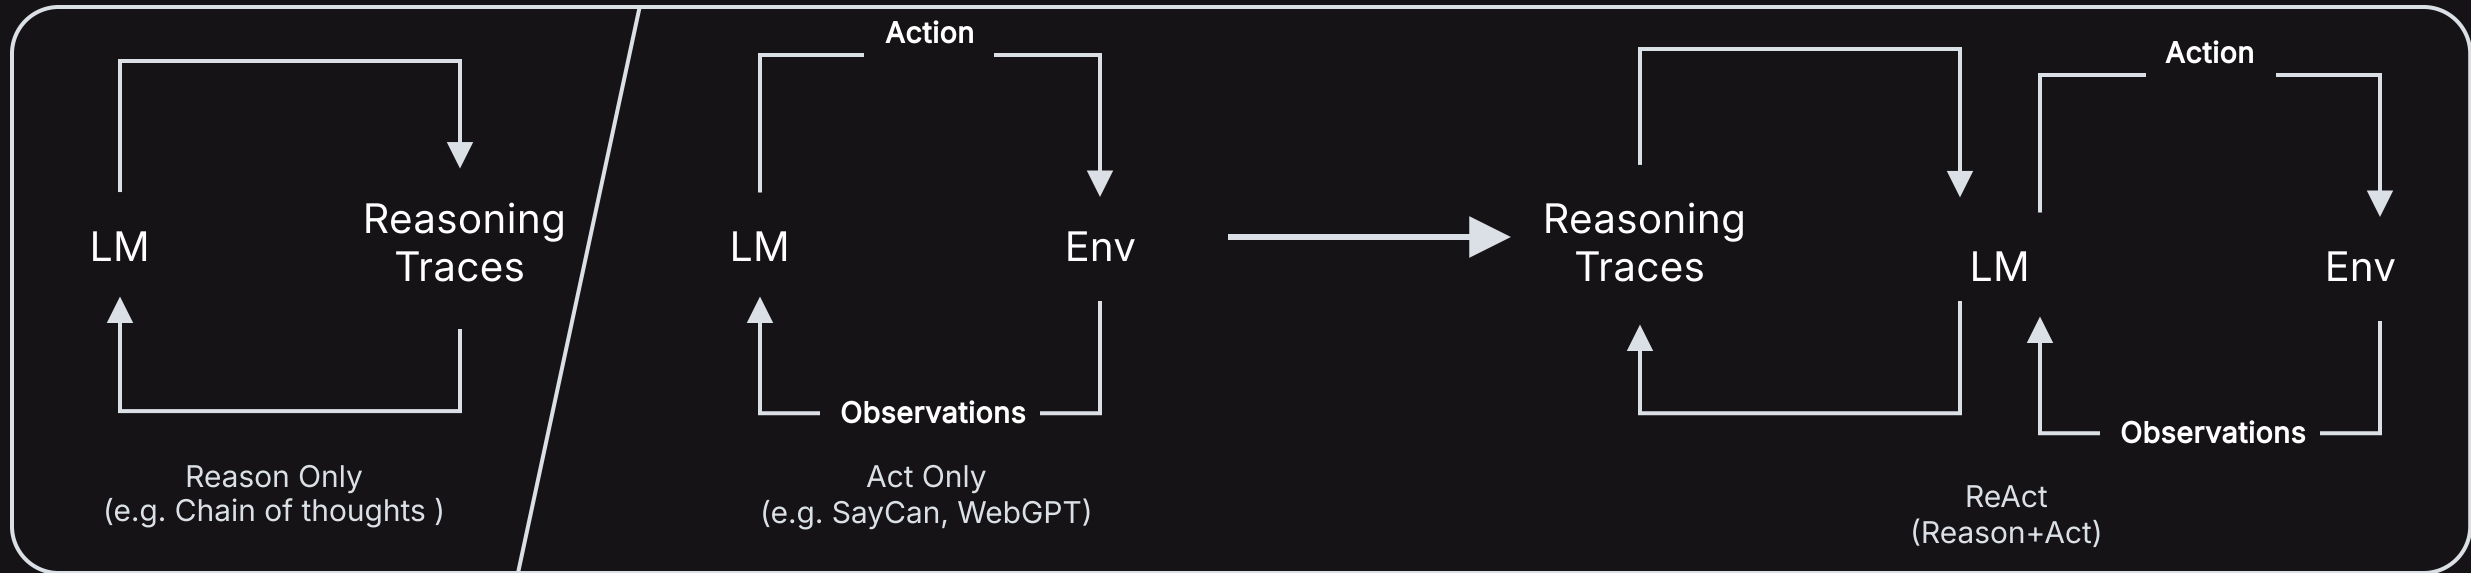 LM
Reasoning
Traces
Reason Only
(e.g. Chain of thoughts )
Action
LM
Env
Observations
Act Only
(e.g. SayCan, WebGPT)
Reasoning
Traces
Action
LM
Env
Observations
ReAct
(Reason+Act)